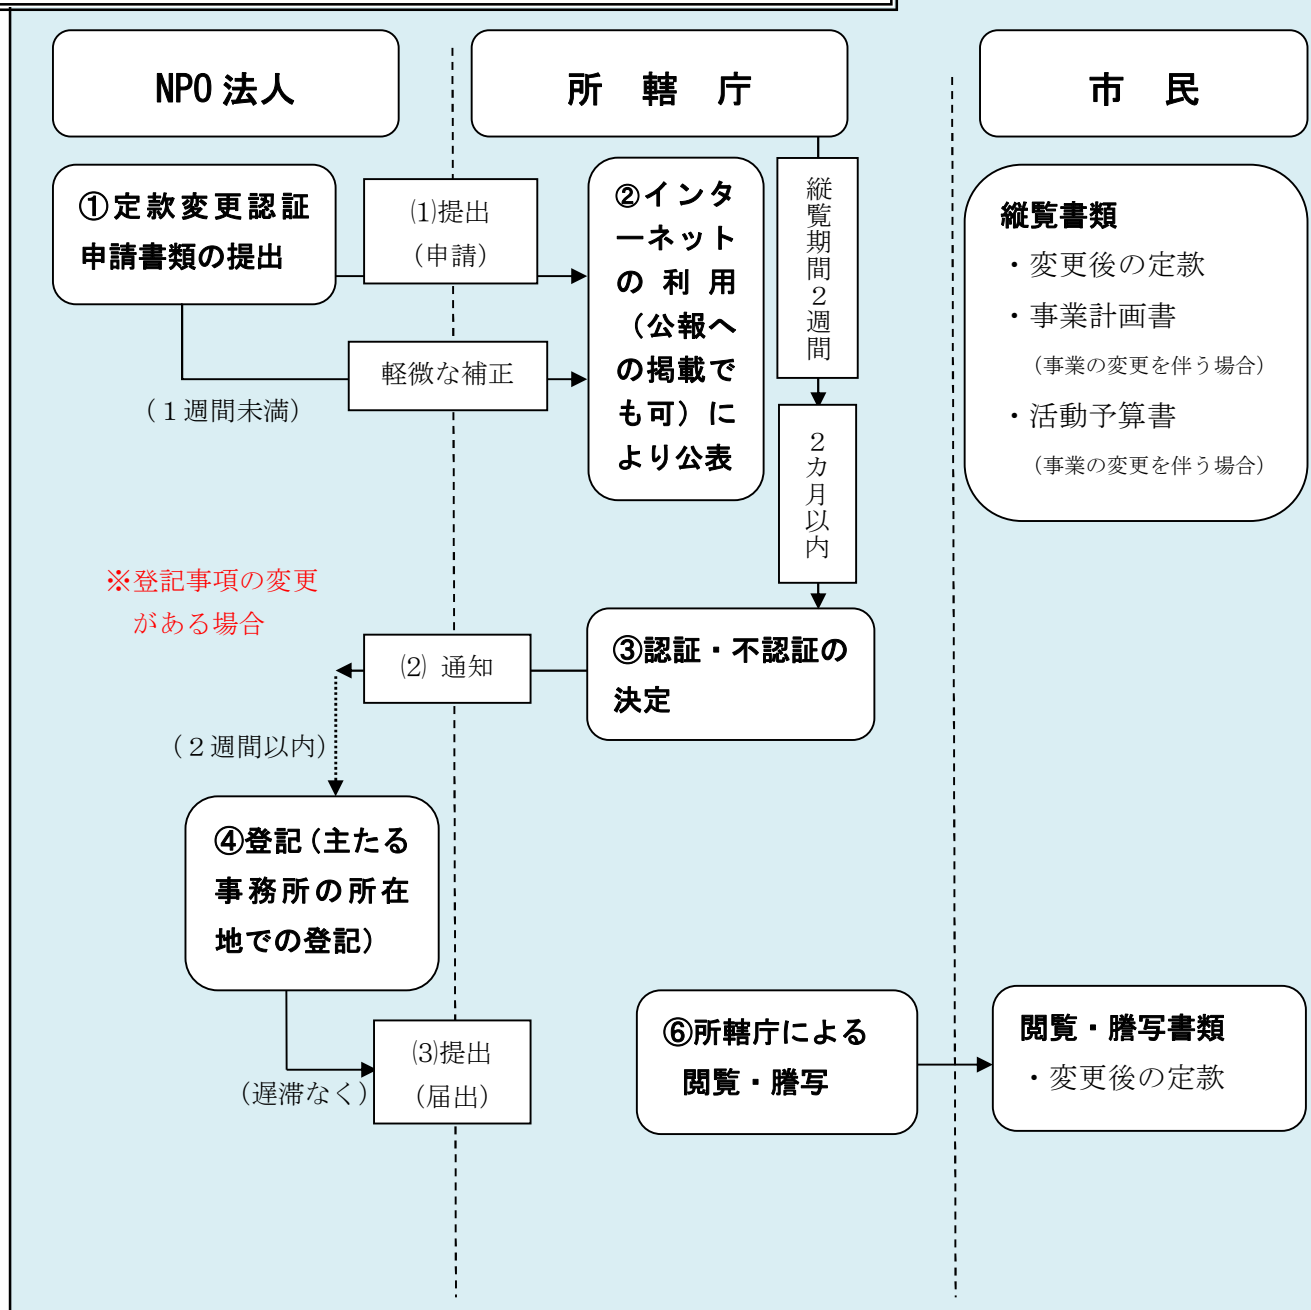 NPO 法人
所 轄 庁
市 民
①定款変更認証
申請書類の提出
⑴提出
(申請)
軽微な補正
(１週間未満)
②インタ
ーネット
の 利 用
(公報へ
の掲載で
も可)に
より公表
縦覧期間２週間
２カ月以内
縦覧書類
・変更後の定款
・事業計画書
(事業の変更を伴う場合)
・活動予算書
(事業の変更を伴う場合)
※登記事項の変更
がある場合
⑵ 通知
③認証・不認証の
決定
(２週間以内)
④登記(主たる
事務所の所在
地での登記)
⑶提出
(届出)
(遅滞なく)
⑥所轄庁による
閲覧・謄写
閲覧・謄写書類
・変更後の定款